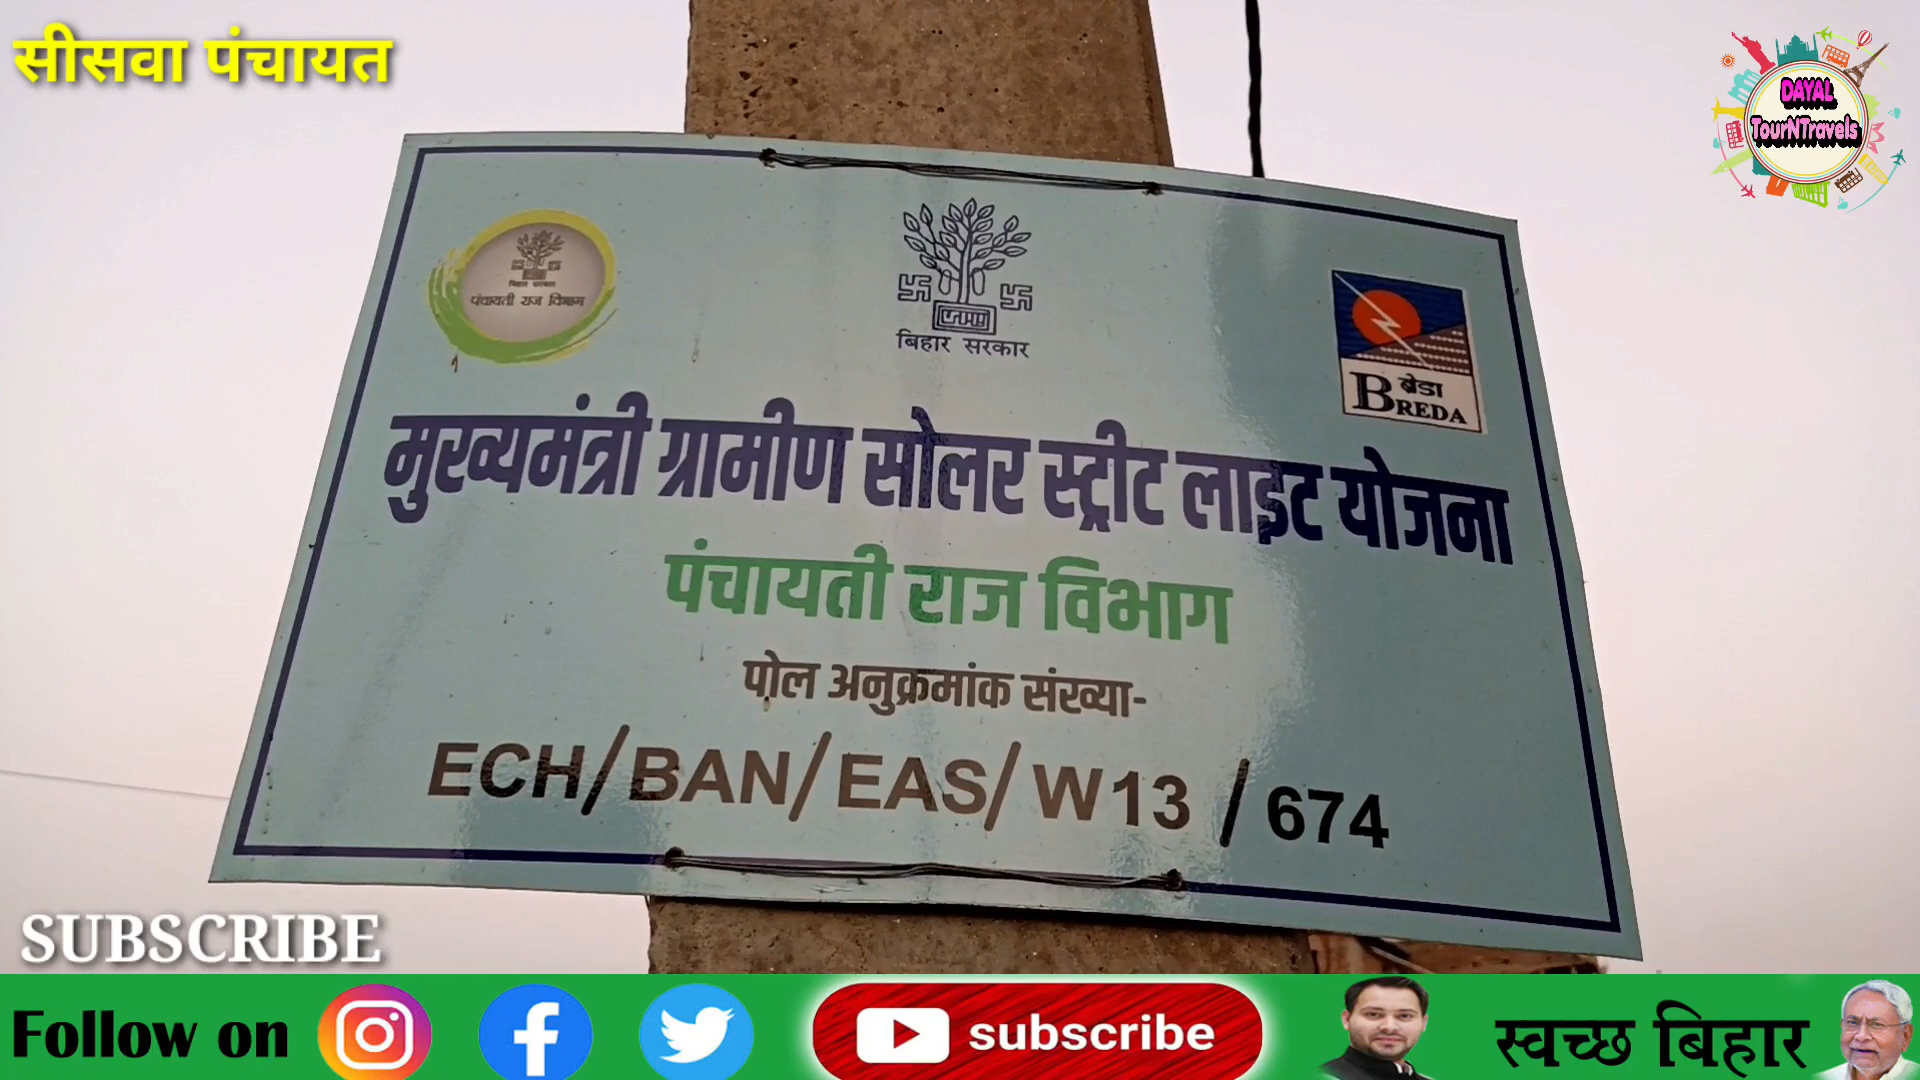 सीसवा पंचायत
DAYAL
TourNTravels
बिहार सरकार
पंचायती राज विभाग
बिहार सरकार
ब्रेडा
BREDA
मुख्यमंत्री ग्रामीण सोलर स्ट्रीट लाइट योजना
पंचायती राज विभाग
पोल अनुक्रमांक संख्या-
ECH/BAN/EAS/W13 / 674
SUBSCRIBE
Follow on
subscribe
स्वच्छ बिहार